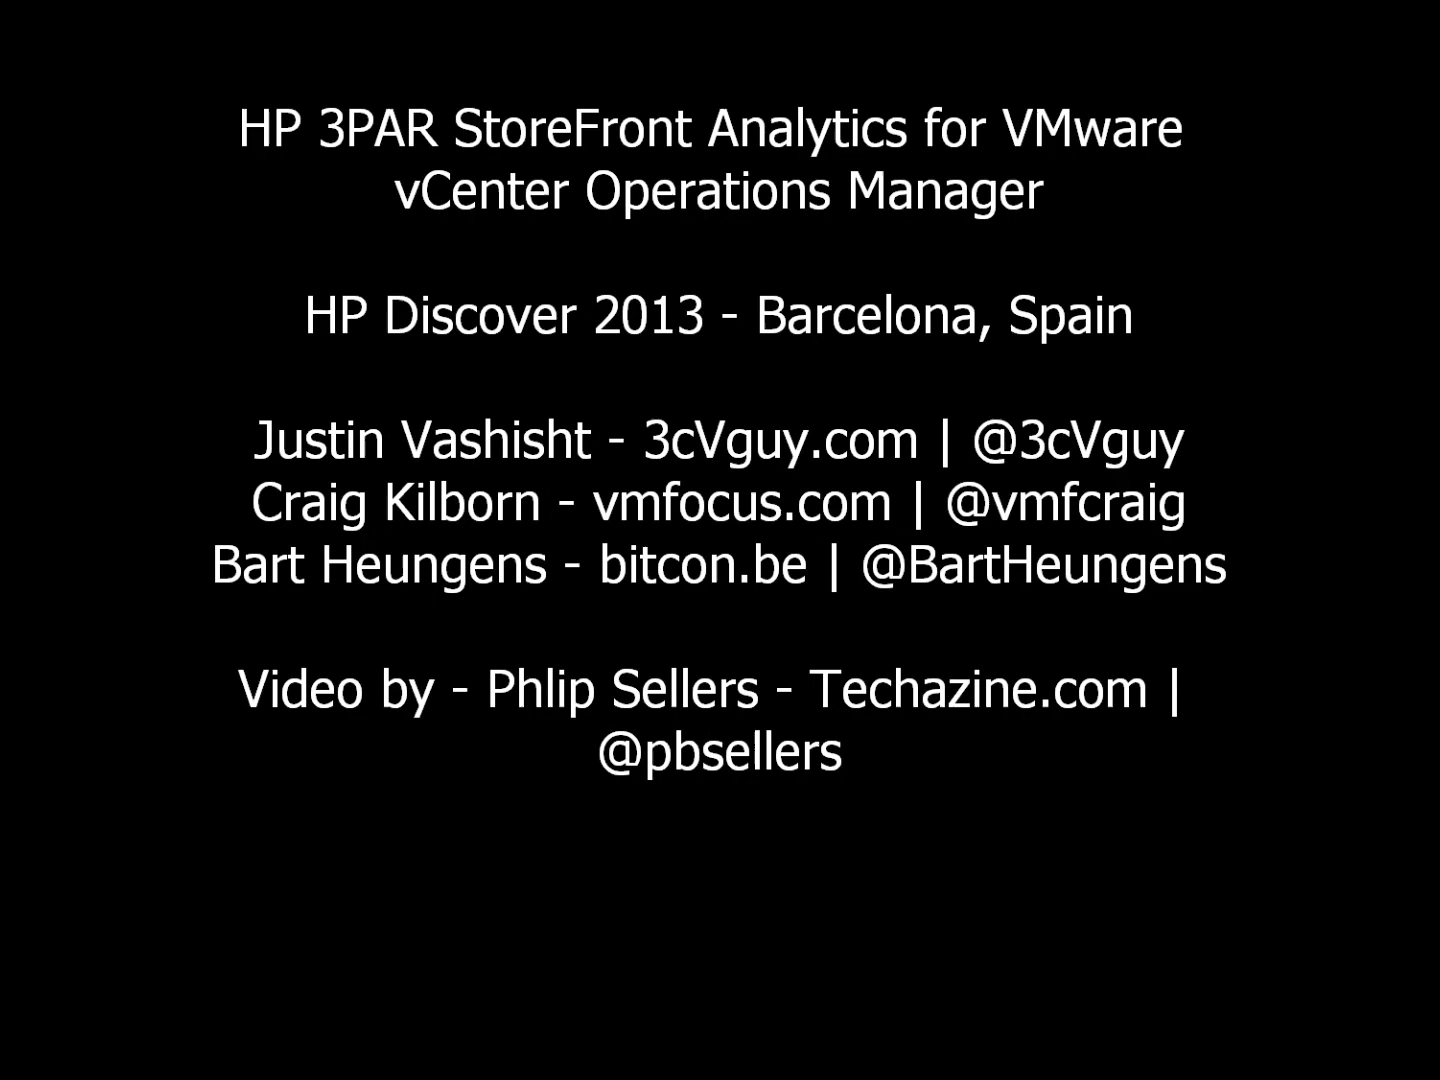 HP 3PAR StoreFront Analytics for VMware
vCenter Operations Manager
HP Discover 2013 - Barcelona, Spain
Justin Vashisht - 3cVguy.com | @3cVguy
Craig Kilborn - vmfocus.com | @vmfcraig
Bart Heungens - bitcon.be | @BartHeungens
Video by - Phlip Sellers - Techazine.com |
@pbsellers